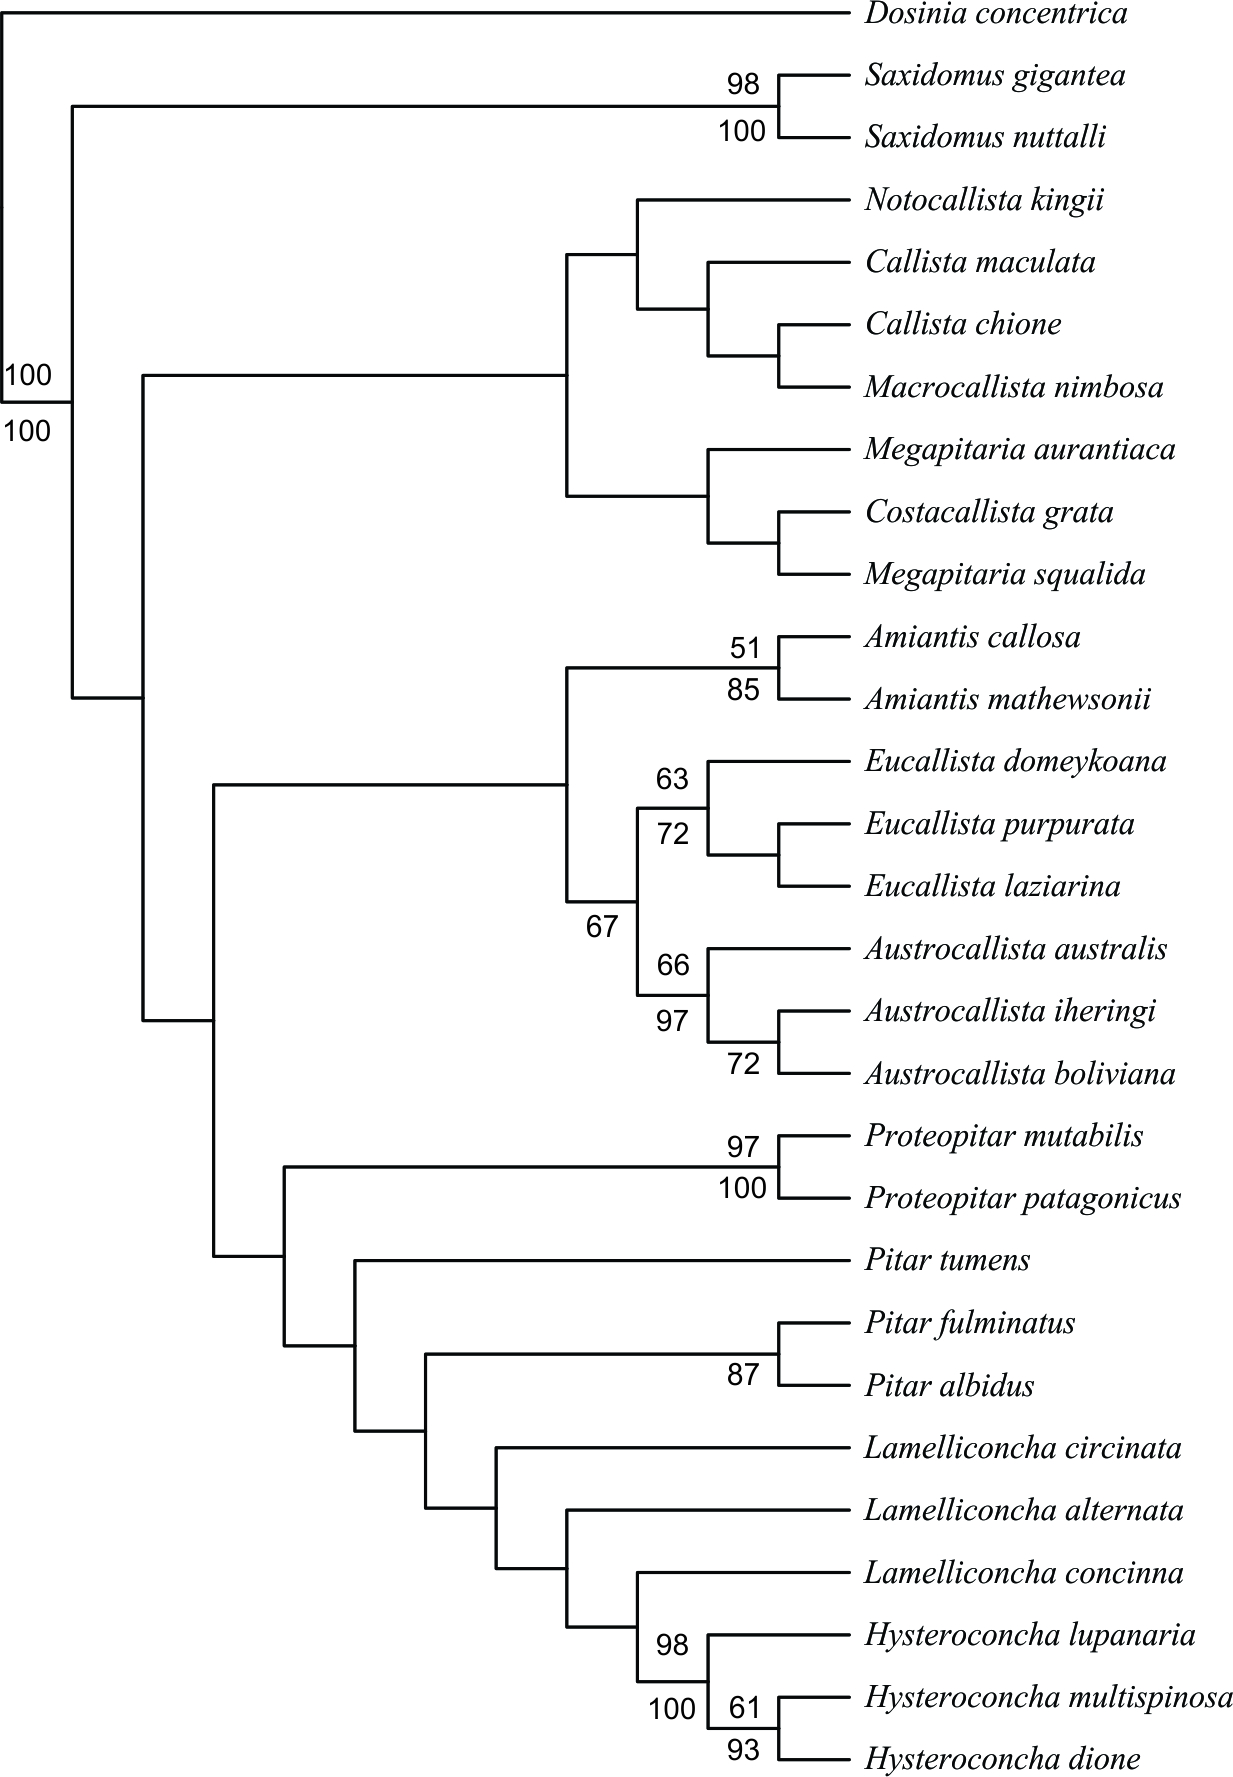 Dosinia concentrica
98
Saxidomus gigantea
100
Saxidomus nuttalli
Notocallista kingii
Callista maculata
Callista chione
100
Macrocallista nimbosa
100
Megapitaria aurantiaca
Costacallista grata
Megapitaria squalida
51
Amiantis callosa
85
Amiantis mathewsonii
63
Eucallista domeykoana
72
Eucallista purpurata
Eucallista laziarina
67
66
Austrocallista australis
97
Austrocallista iheringi
72
Austrocallista boliviana
97
Proteopitar mutabilis
100
Proteopitar patagonicus
Pitar tumens
Pitar fulminatus
87
Pitar albidus
Lamelliconcha circinata
Lamelliconcha alternata
Lamelliconcha concinna
98
Hysteroconcha lupanaria
100
61
Hysteroconcha multispinosa
93
Hysteroconcha dione